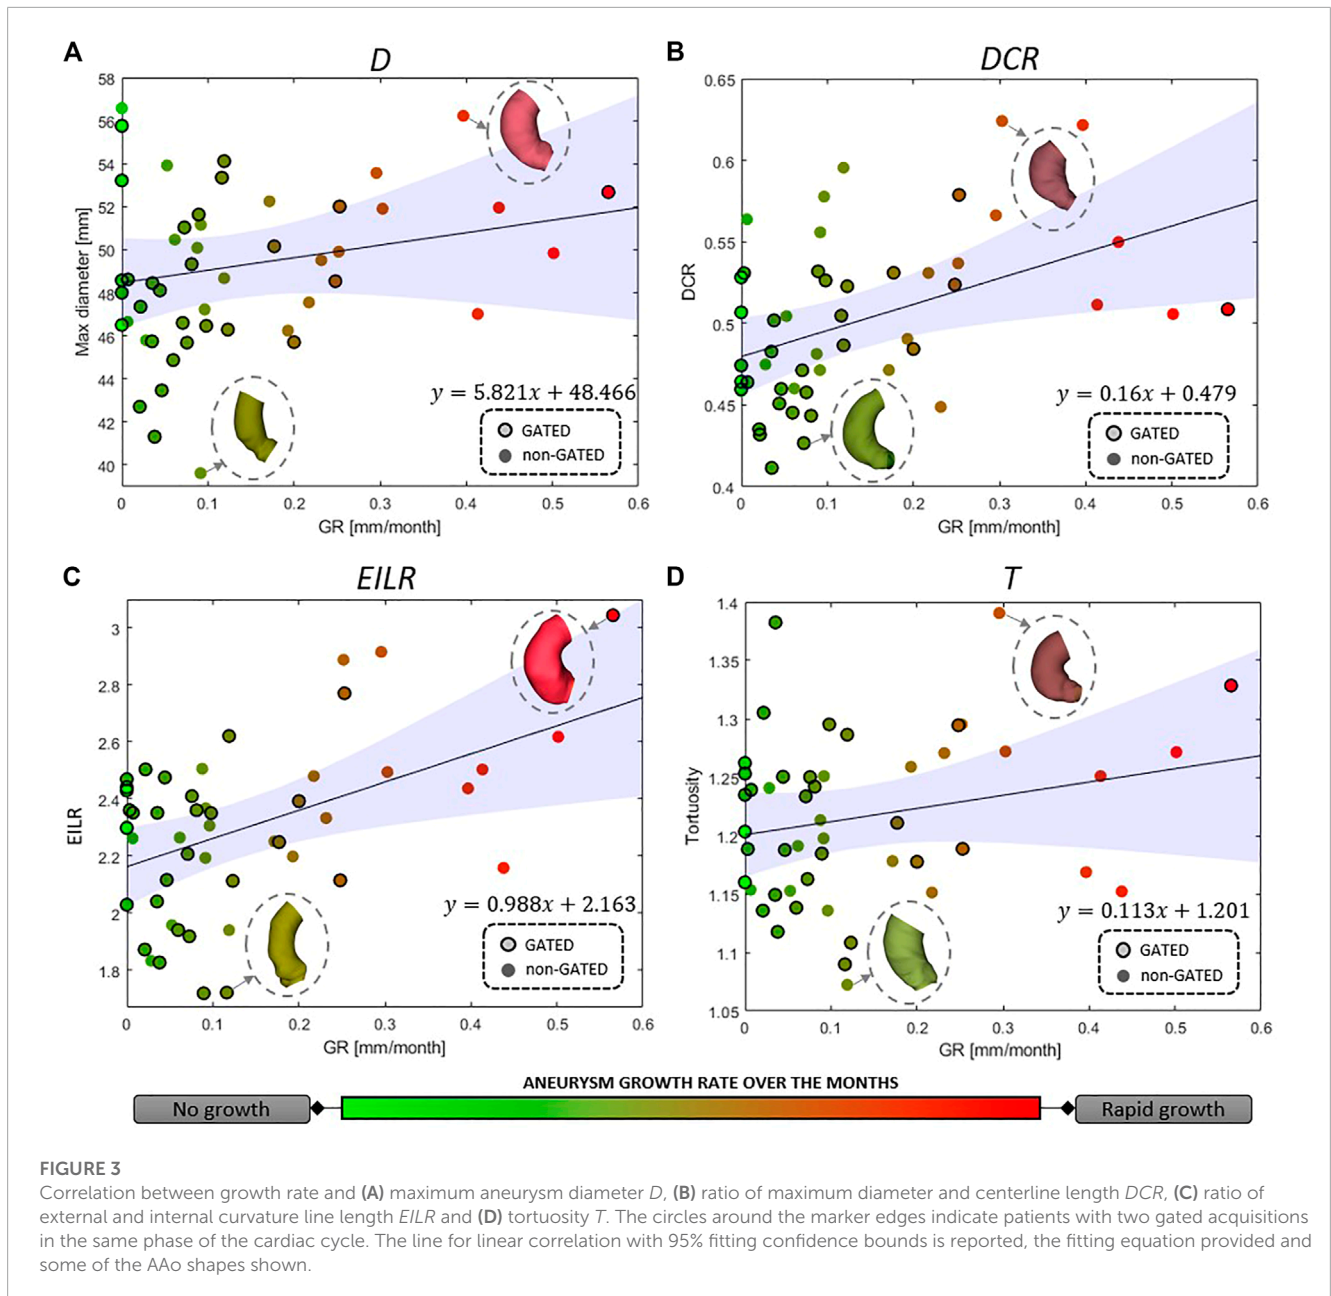 A
D
58
56
54
52
50
48
46
44
42
40
Max diameter [mm]
y = 5.821x + 48.466
GATED
non-GATED
0
0.1
0.2
0.3
0.4
0.5
0.6
GR [mm/month]
B
DCR
0.65
0.6
0.55
0.5
0.45
0.4
DCR
y = 0.16x + 0.479
GATED
non-GATED
0
0.1
0.2
0.3
0.4
0.5
0.6
GR [mm/month]
C
EILR
3
2.8
2.6
2.4
2.2
2
1.8
EILR
y = 0.988x + 2.163
GATED
non-GATED
0
0.1
0.2
0.3
0.4
0.5
0.6
GR [mm/month]
D
T
1.4
1.35
1.3
1.25
1.2
1.15
1.1
1.05
Tortuosity
y = 0.113x + 1.201
GATED
non-GATED
0
0.1
0.2
0.3
0.4
0.5
0.6
GR [mm/month]
ANEURYSM GROWTH RATE OVER THE MONTHS
No growth
Rapid growth
FIGURE 3
Correlation between growth rate and (A) maximum aneurysm diameter D, (B) ratio of maximum diameter and centerline length DCR, (C) ratio of
external and internal curvature line length EILR and (D) tortuosity T. The circles around the marker edges indicate patients with two gated acquisitions
in the same phase of the cardiac cycle. The line for linear correlation with 95% fitting confidence bounds is reported, the fitting equation provided and
some of the AAo shapes shown.